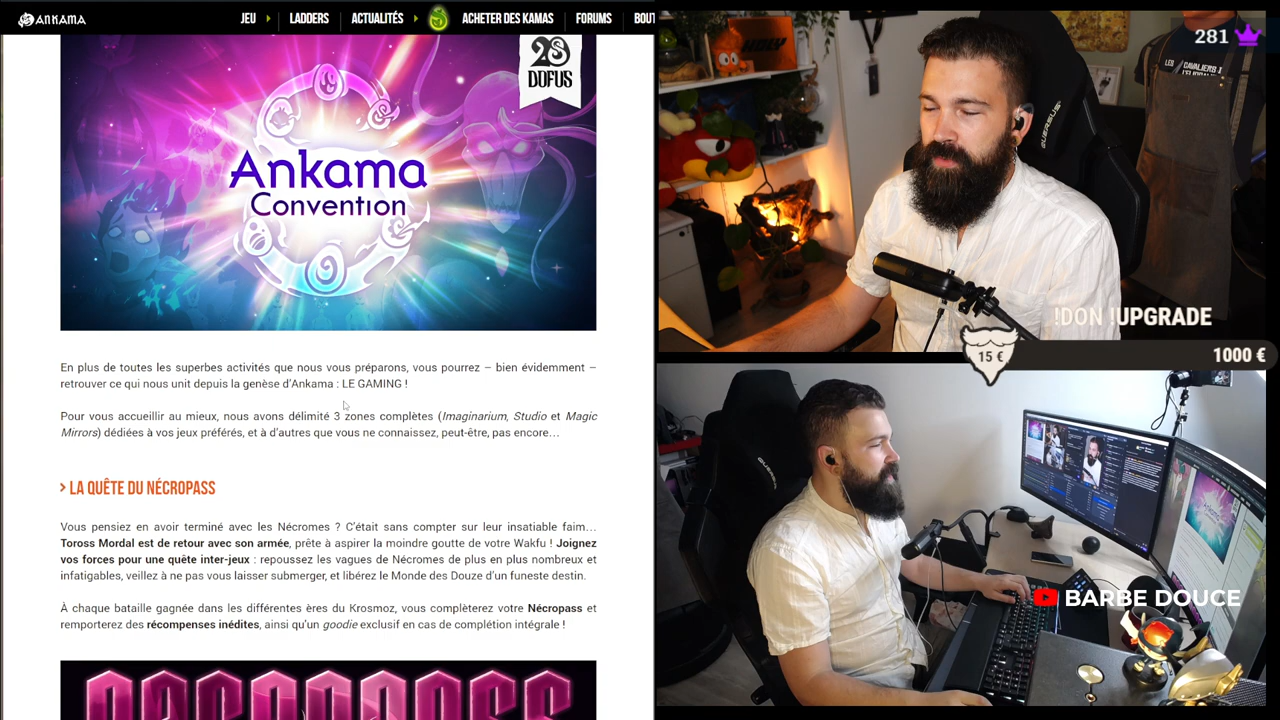 ANKAMA
JEU
LADDERS
ACTUALITÉS
ACHETER DES KAMAS
FORUMS
BOUT
28
DOFUS
Ankama
Convention
En plus de toutes les superbes activités que nous vous préparons, vous pourrez – bien évidemment –
retrouver ce qui nous unit depuis la genèse d'Ankama : LE GAMING !
Pour vous accueillir au mieux, nous avons délimité 3 zones complètes (Imaginarium, Studio et Magic
Mirrors) dédiées à vos jeux préférés, et à d'autres que vous ne connaissez, peut-être, pas encore…
> LA QUÊTE DU NÉCROPASS
Vous pensiez en avoir terminé avec les Nécromes ? C'était sans compter sur leur insatiable faim…
Toross Mordal est de retour avec son armée, prête à aspirer la moindre goutte de votre Wakfu ! Joignez
vos forces pour une quête inter-jeux : repoussez les vagues de Nécromes de plus en plus nombreux et
infatigables, veillez à ne pas vous laisser submerger, et libérez le Monde des Douze d'un funeste destin.
À chaque bataille gagnée dans les différentes ères du Krosmoz, vous complèterez votre Nécropass et
remporterez des récompenses inédites, ainsi qu'un goodie exclusif en cas de complétion intégrale !
NECROPASS
281
LES CAVALIERS
QUERSUS
!DON !UPGRADE
15 €
1000 €
BARBE DOUCE